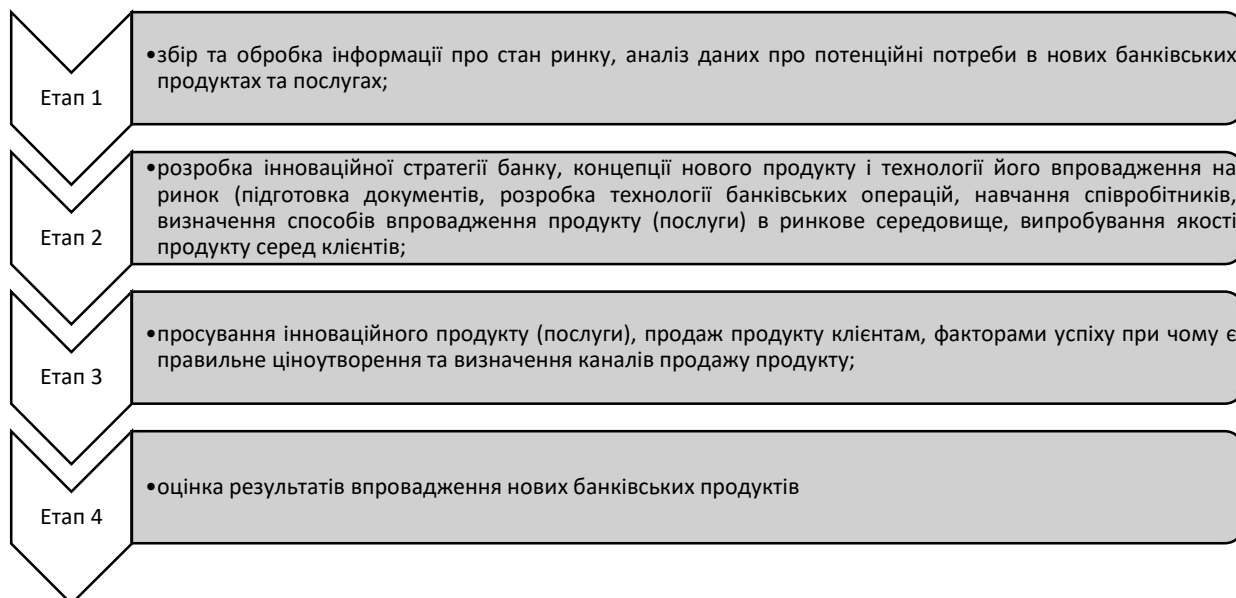 Етап 1
•збір та обробка інформації про стан ринку, аналіз даних про потенційні потреби в нових банківських
продуктах та послугах;
Етап 2
•розробка інноваційної стратегії банку, концепції нового продукту і технології його впровадження на
ринок (підготовка документів, розробка технології банківських операцій, навчання співробітників,
визначення способів впровадження продукту (послуги) в ринкове середовище, випробування якості
продукту серед клієнтів;
Етап 3
•просування інноваційного продукту (послуги), продаж продукту клієнтам, факторами успіху при чому є
правильне ціноутворення та визначення каналів продажу продукту;
Етап 4
•оцінка результатів впровадження нових банківських продуктів